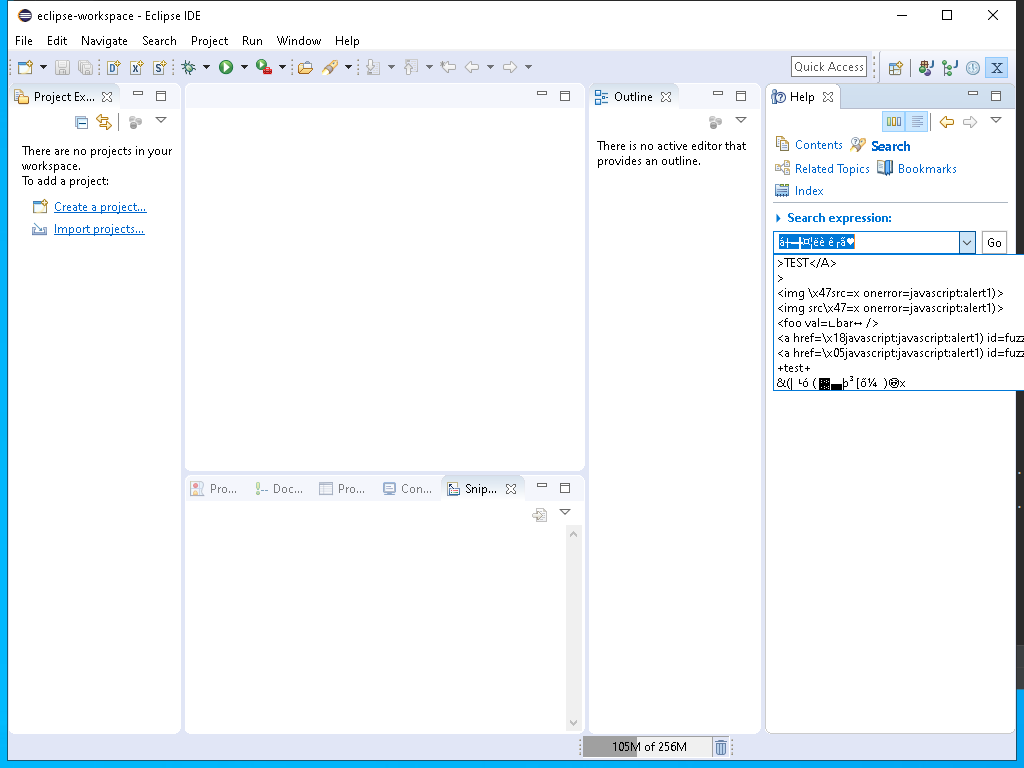 eclipse-workspace - Eclipse IDE
File Edit Navigate Search Project Run Window Help
Quick Access
Project Ex...
Outline
Help
There are no projects in your
workspace.
To add a project:
Create a project...
Import projects...
There is no active editor that
provides an outline.
Contents Search
Related Topics Bookmarks
Index
Search expression:
Go
>TEST</A>
>
<img \x47src=x onerror=javascript:alert1)>
<img src\x47=x onerror=javascript:alert1)>
<foo val=∟bar↔ />
<a href=\x18javascript:javascript:alert1) id=fuzz
<a href=\x05javascript:javascript:alert1) id=fuzz
+test+
Pro... Doc... Pro... Con... Snip...
105M of 256M